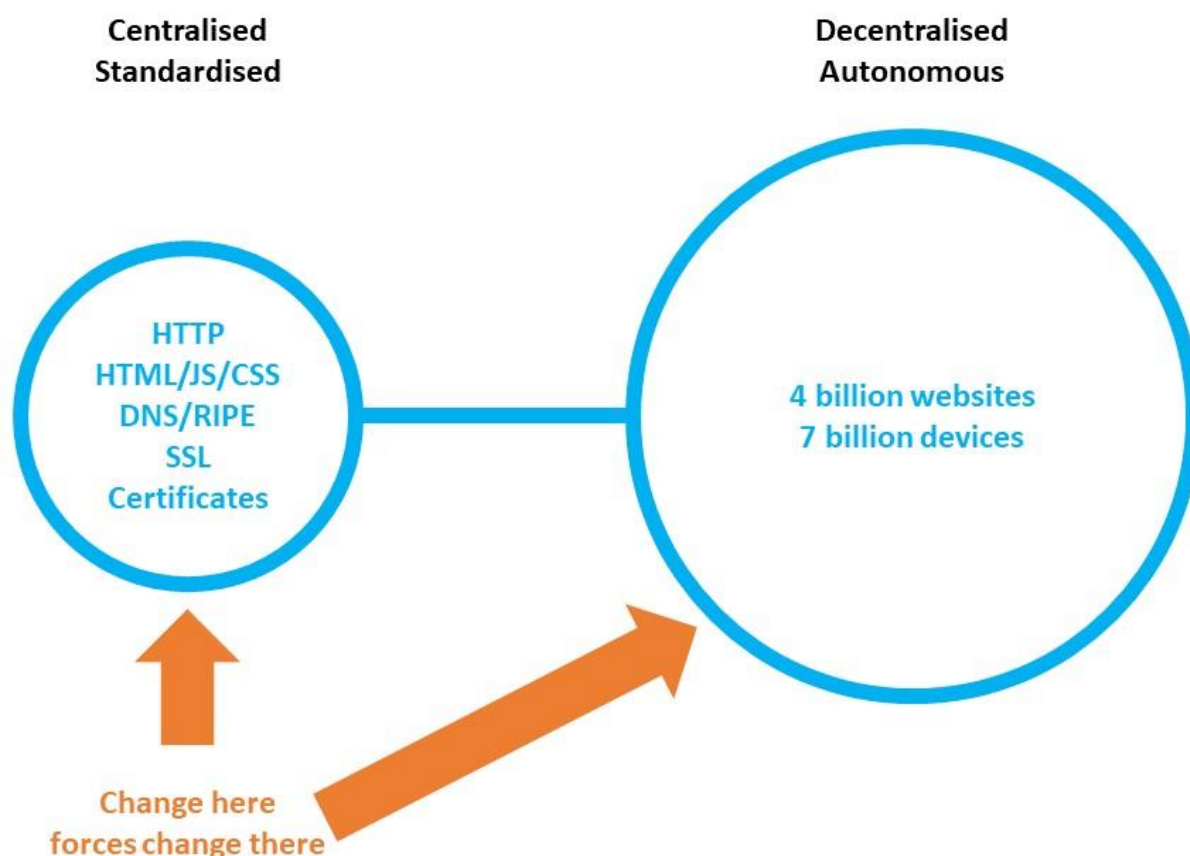 Centralised
Standardised
Decentralised
Autonomous
HTTP
HTML/JS/CSS
DNS/RIPE
SSL
Certificates
4 billion websites
7 billion devices
Change here
forces change there